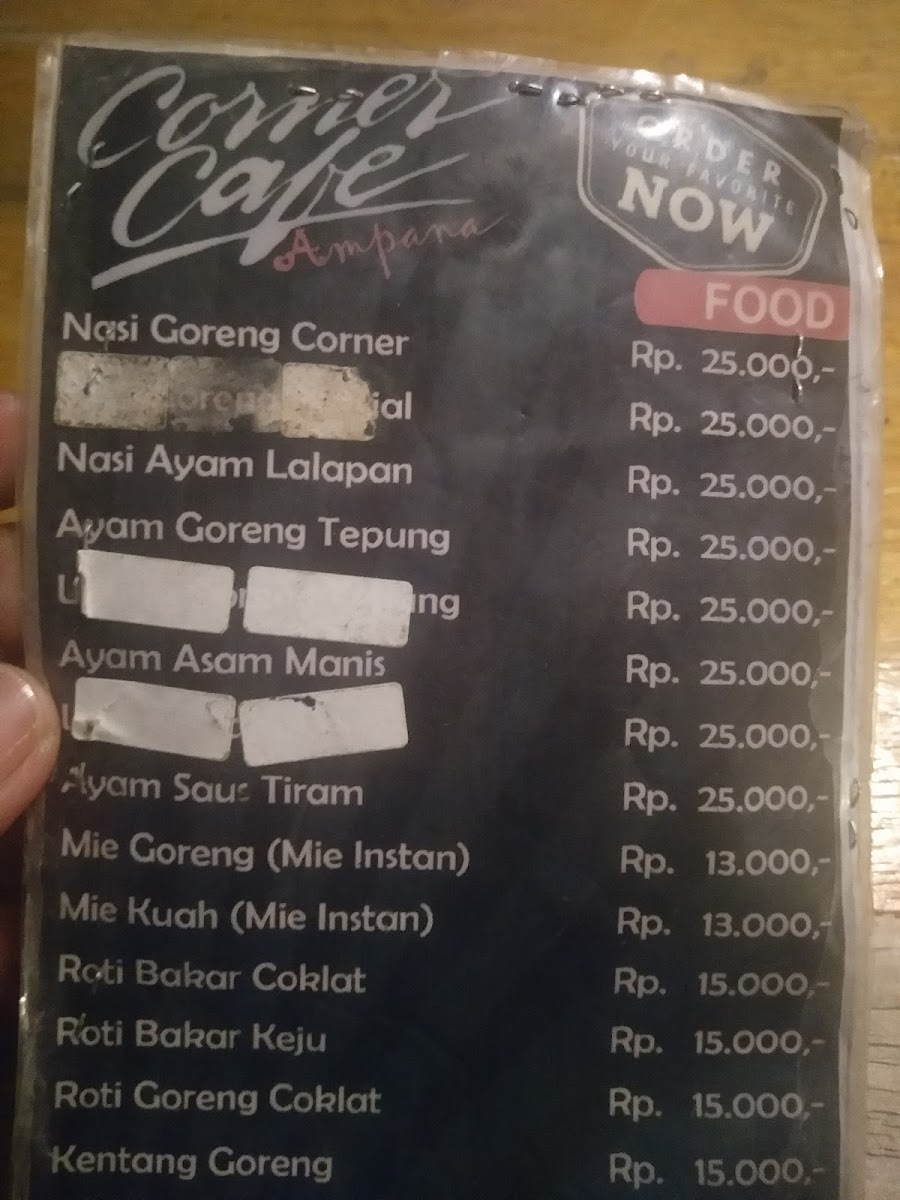 Corner
Cafe
Ampana
ORDER
YOUR FAVORITE
NOW
FOOD
Nasi Goreng Corner Rp. 25.000,-
Rp. 25.000,-
Nasi Ayam Lalapan Rp. 25.000,-
Ayam Goreng Tepung Rp. 25.000,-
Rp. 25.000,-
Ayam Asam Manis Rp. 25.000,-
Rp. 25.000,-
Ayam Saus Tiram Rp. 25.000,-
Mie Goreng (Mie Instan) Rp. 13.000,-
Mie Kuah (Mie Instan) Rp. 13.000,-
Roti Bakar Coklat Rp. 15.000,-
Roti Bakar Keju Rp. 15.000,-
Roti Goreng Coklat Rp. 15.000,-
Kentang Goreng Rp. 15.000,-